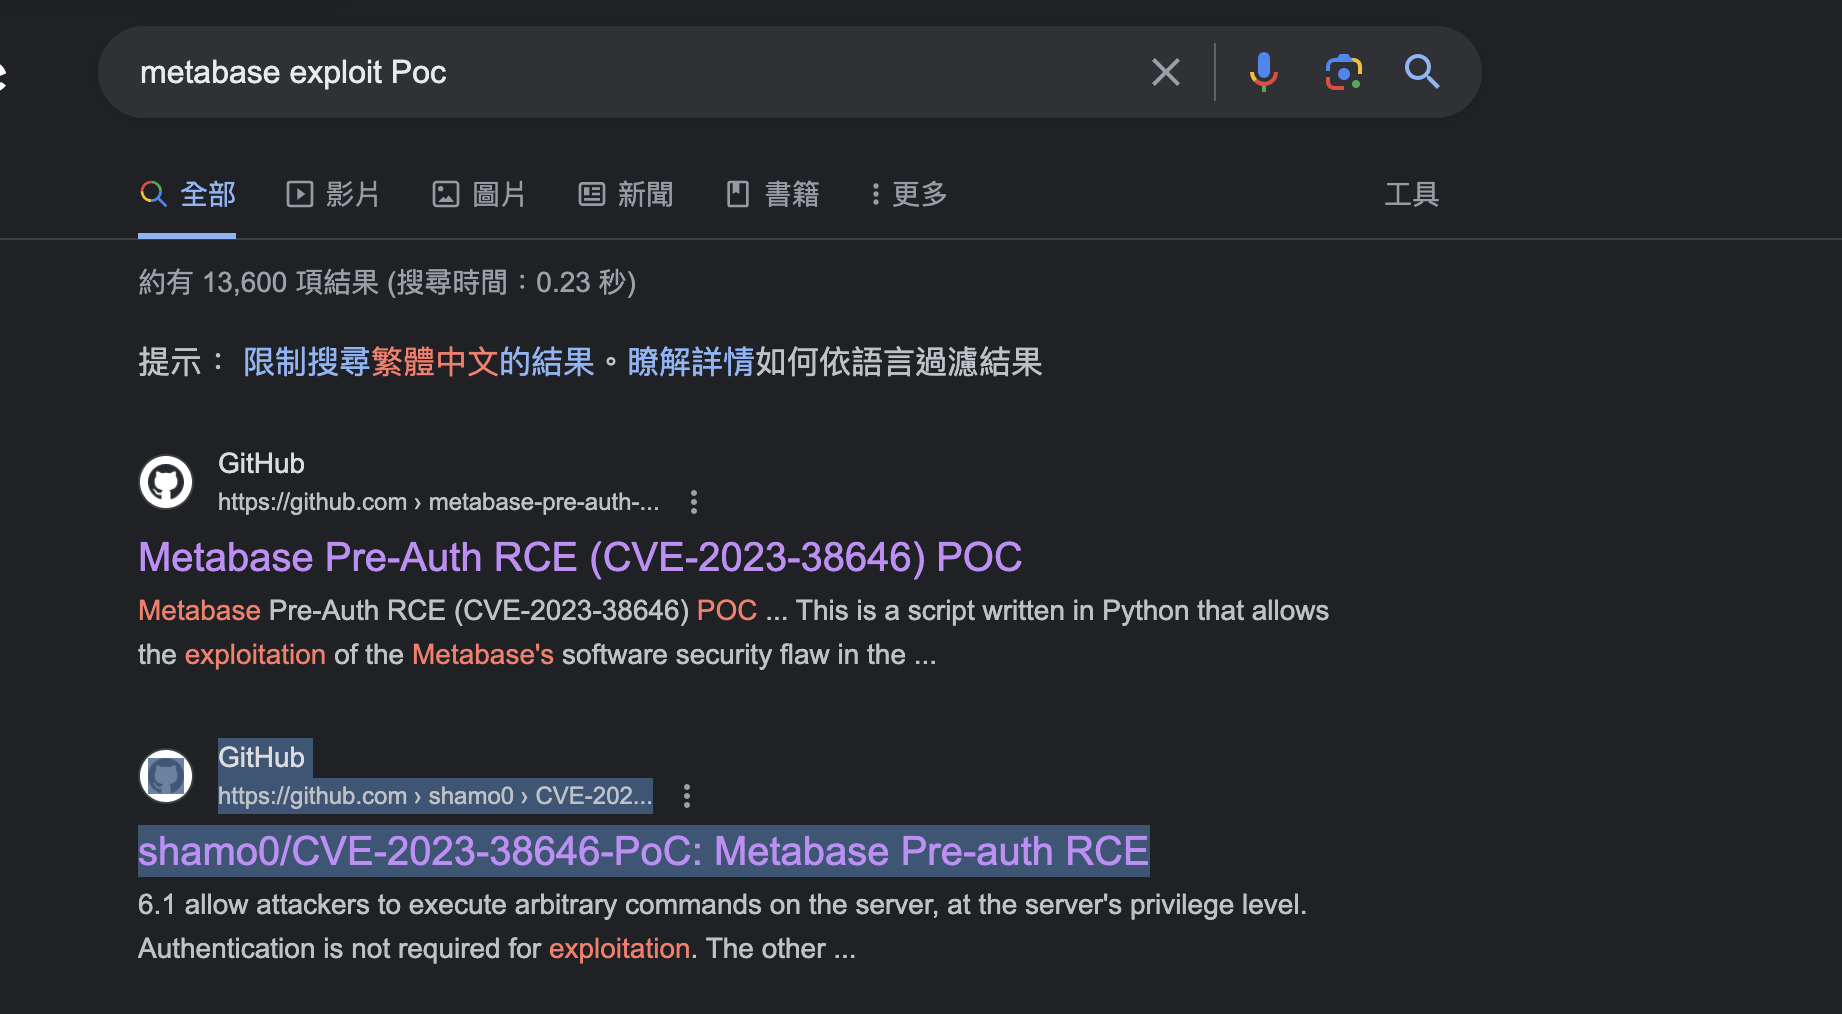 metabase exploit Poc
全部 影片 圖片 新聞 書籍 更多 工具
約有 13,600 項結果 (搜尋時間：0.23 秒)
提示： 限制搜尋繁體中文的結果。瞭解詳情如何依語言過濾結果
GitHub
https://github.com › metabase-pre-auth-...
Metabase Pre-Auth RCE (CVE-2023-38646) POC
Metabase Pre-Auth RCE (CVE-2023-38646) POC ... This is a script written in Python that allows
the exploitation of the Metabase's software security flaw in the ...
GitHub
https://github.com › shamo0 › CVE-202...
shamo0/CVE-2023-38646-PoC: Metabase Pre-auth RCE
6.1 allow attackers to execute arbitrary commands on the server, at the server's privilege level.
Authentication is not required for exploitation. The other ...